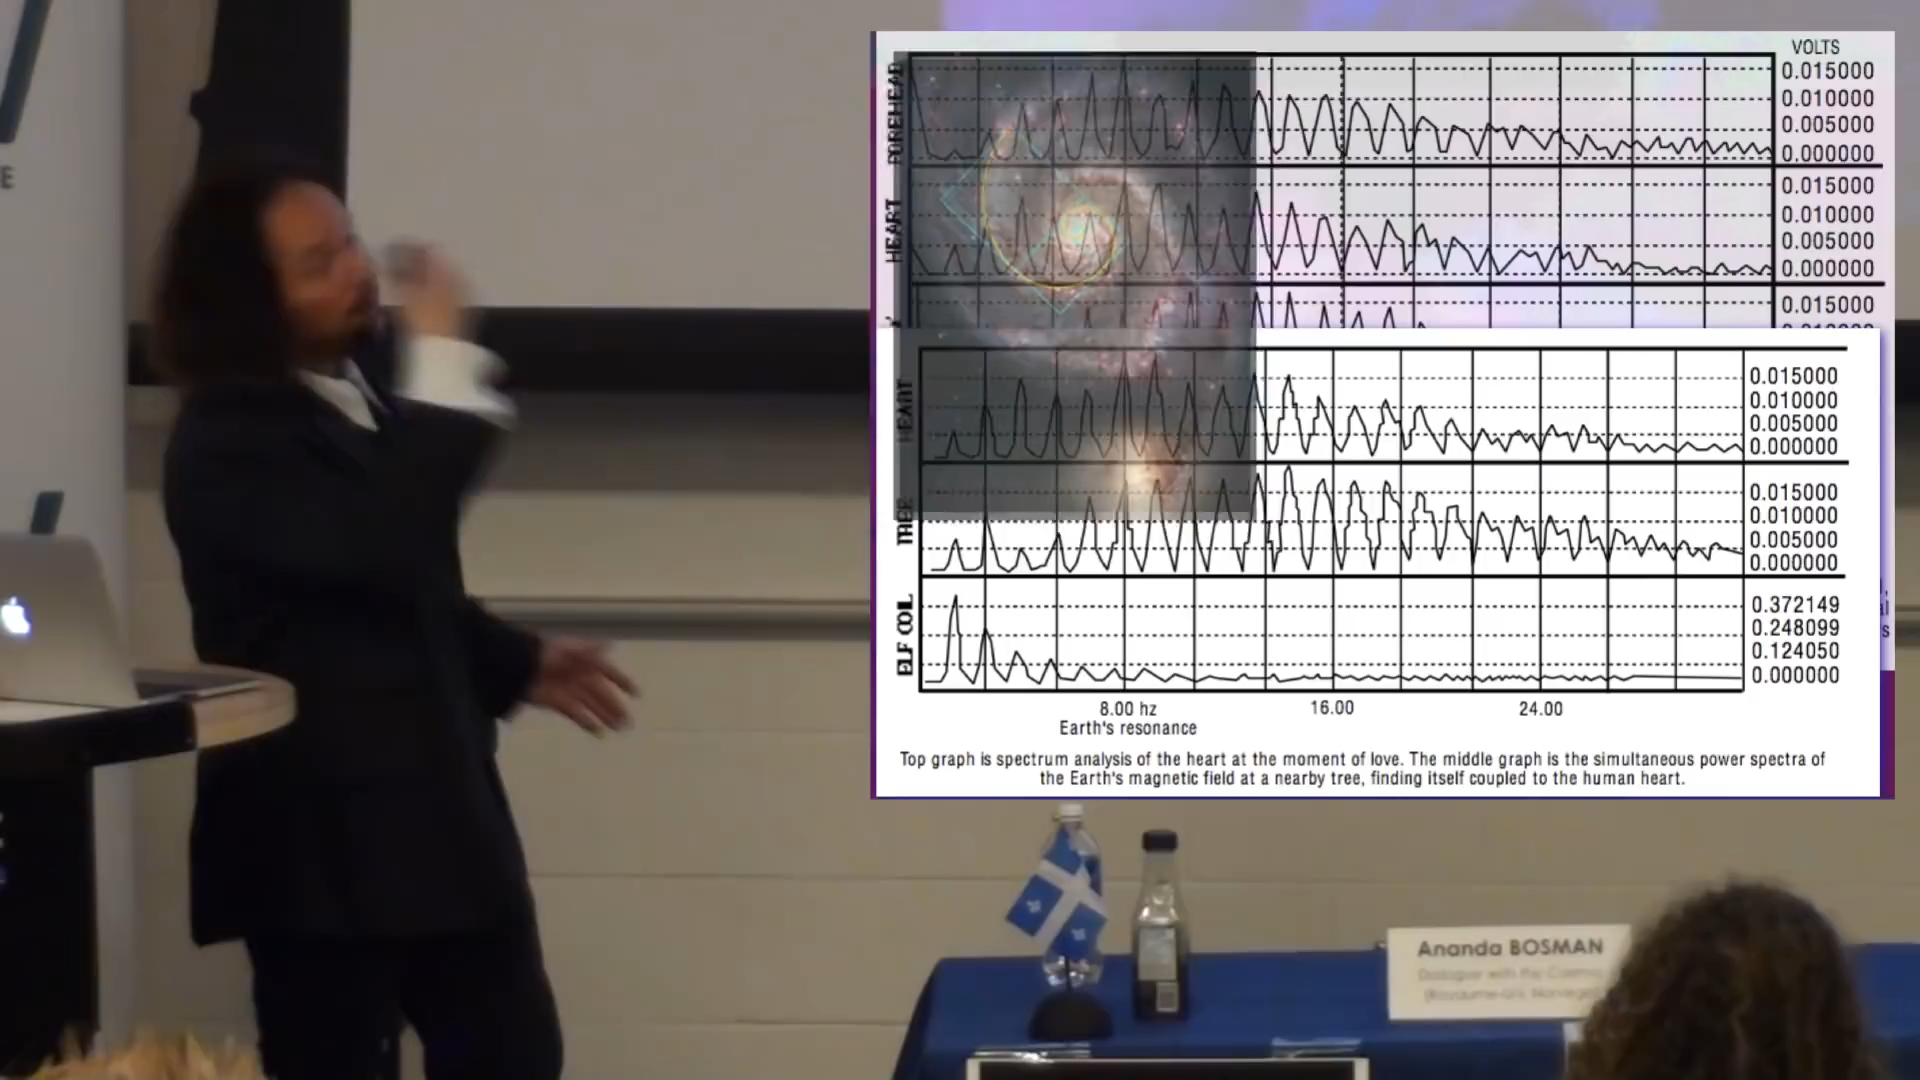 E
VOLTS
FOREHEAD
0.015000
0.010000
0.005000
0.000000
HEART
0.015000
0.010000
0.005000
0.000000
0.015000
HEART
0.015000
0.010000
0.005000
0.000000
TREE
0.015000
0.010000
0.005000
0.000000
ELF COIL
0.372149
0.248099
0.124050
0.000000
8.00 hz
16.00
24.00
Earth's resonance
Top graph is spectrum analysis of the heart at the moment of love. The middle graph is the simultaneous power spectra of
the Earth's magnetic field at a nearby tree, finding itself coupled to the human heart.
Ananda BOSMAN
Dialogue with the Cosmic